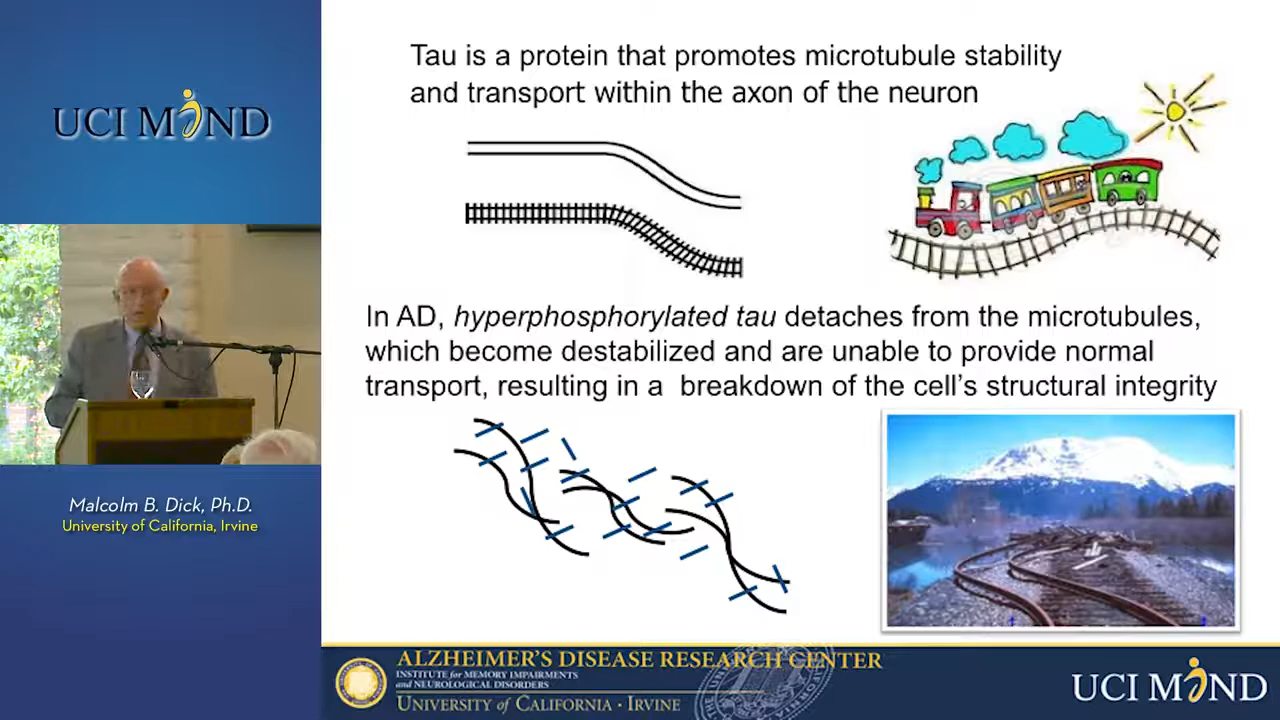 UCI MIND
Malcolm B. Dick, Ph.D.
University of California, Irvine
Tau is a protein that promotes microtubule stability
and transport within the axon of the neuron
In AD, hyperphosphorylated tau detaches from the microtubules,
which become destabilized and are unable to provide normal
transport, resulting in a breakdown of the cell's structural integrity
ALZHEIMER'S DISEASE RESEARCH CENTER
INSTITUTE for MEMORY IMPAIRMENTS
and NEUROLOGICAL DISORDERS
UNIVERSITY of CALIFORNIA · IRVINE
UCI MIND